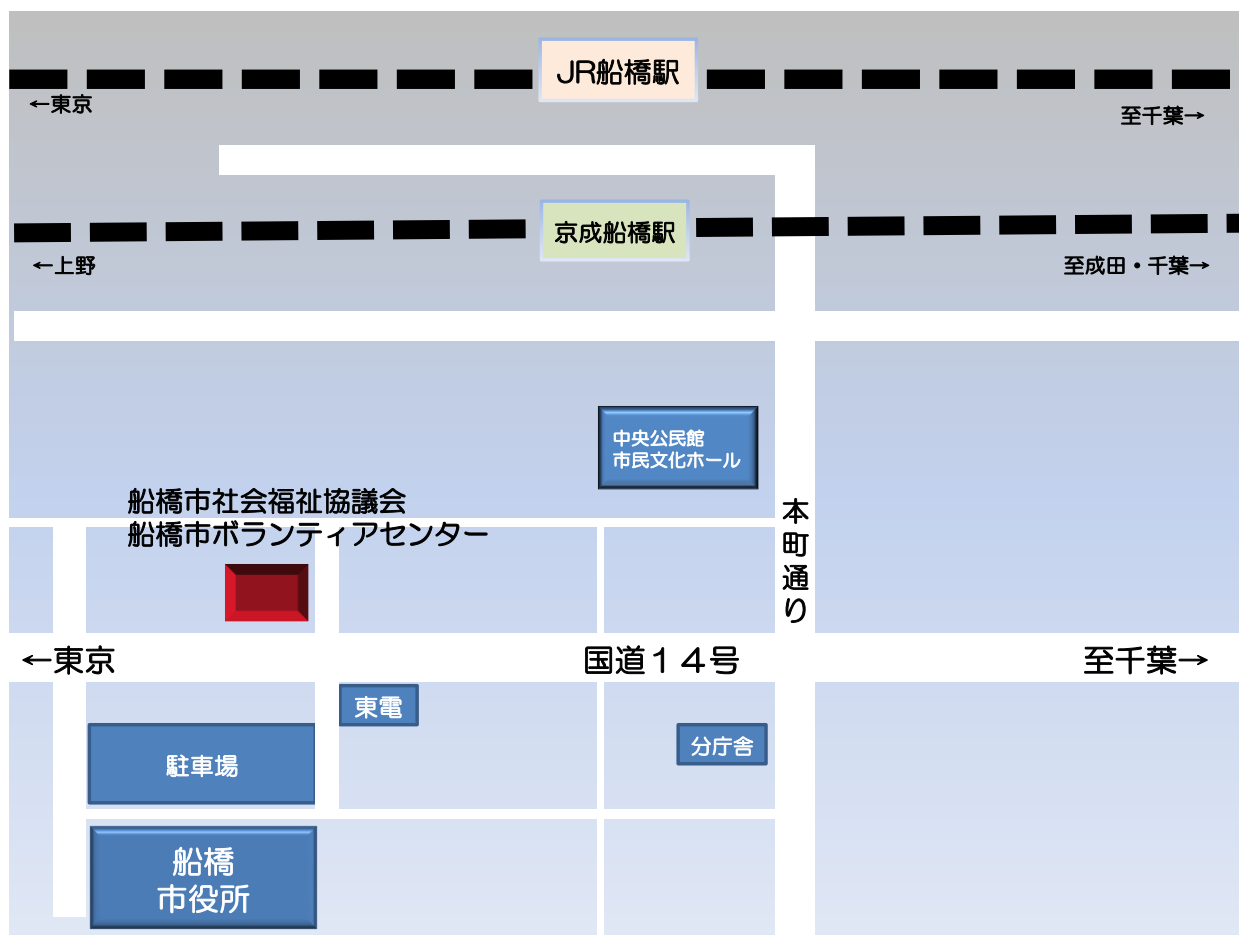 JR船橋駅
←東京
至千葉→
京成船橋駅
←上野
至成田・千葉→
中央公民館
市民文化ホール
船橋市社会福祉協議会
船橋市ボランティアセンター
本町通り
←東京
国道１４号
至千葉→
東電
分庁舎
駐車場
船橋
市役所